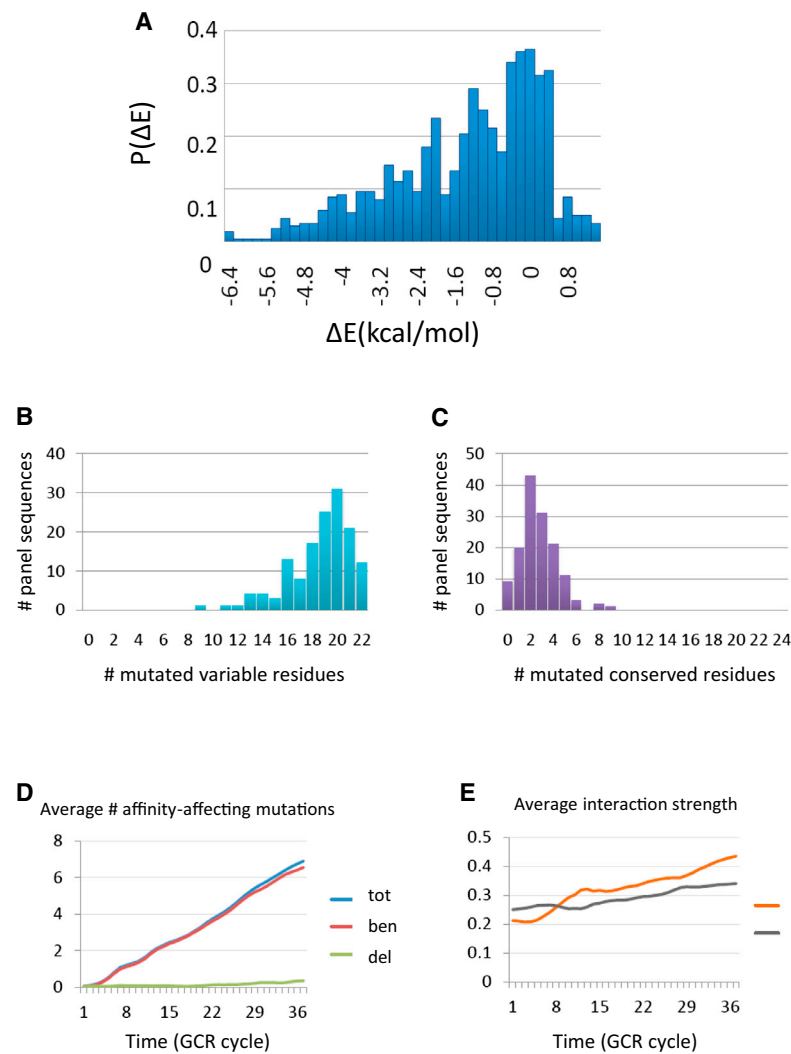 A
0.4
0.3
0.2
0.1
0
P(ΔE)
-6.4 -5.6 -4.8 -4 -3.2 -2.4 -1.6 -0.8 0 0.8
ΔE(kcal/mol)
B
40
30
20
10
0
# panel sequences
0 2 4 6 8 10 12 14 16 18 20 22
# mutated variable residues
C
50
40
30
20
10
0
# panel sequences
0 2 4 6 8 10 12 14 16 18 20 22 24
# mutated conserved residues
D
Average # affinity-affecting mutations
8
6
4
2
0
1 8 15 22 29 36
Time (GCR cycle)
tot
ben
del
E
Average interaction strength
0.5
0.4
0.3
0.2
0.1
0
1 8 15 22 29 36
Time (GCR cycle)